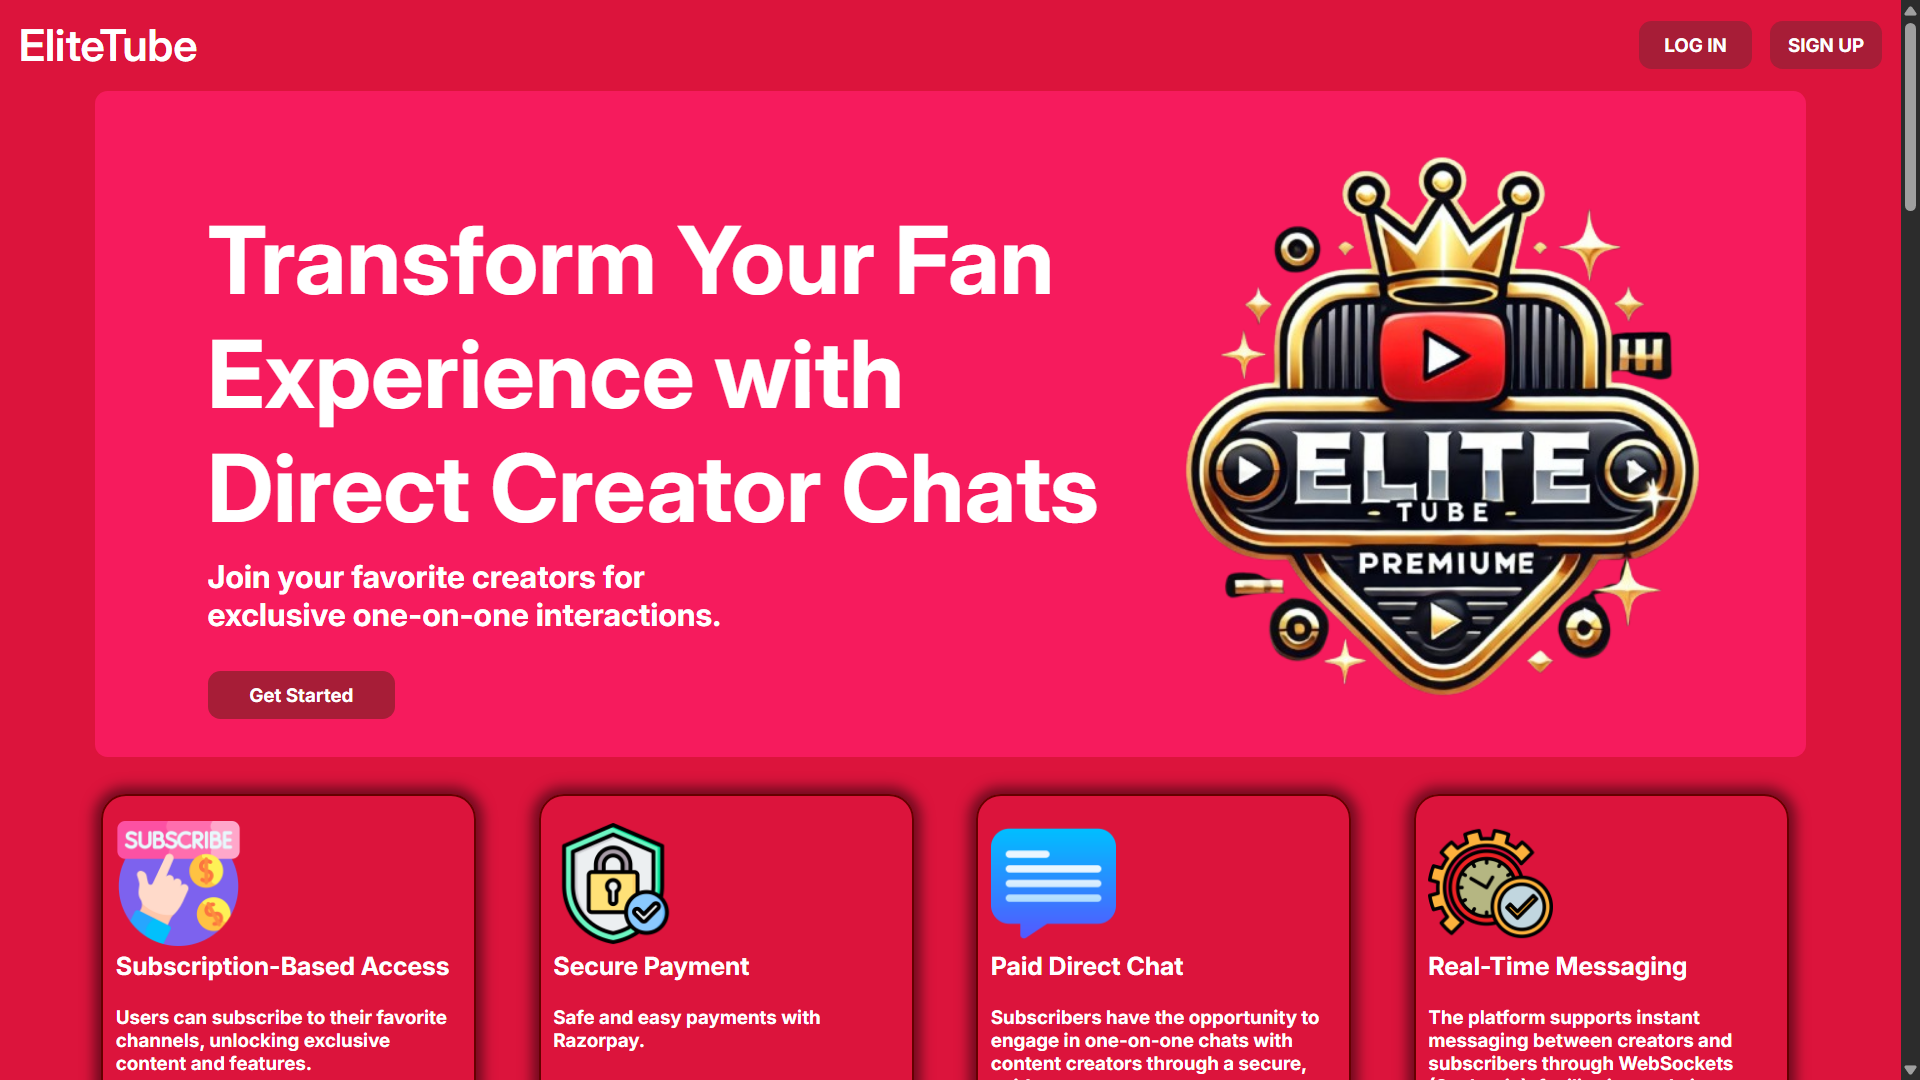 EliteTube
LOG IN
SIGN UP
Transform Your Fan
Experience with
Direct Creator Chats
Join your favorite creators for
exclusive one-on-one interactions.
Get Started
ELITE
- TUBE -
PREMIUME
SUBSCRIBE
Subscription-Based Access
Users can subscribe to their favorite
channels, unlocking exclusive
content and features.
Secure Payment
Safe and easy payments with
Razorpay.
Paid Direct Chat
Subscribers have the opportunity to
engage in one-on-one chats with
content creators through a secure,
Real-Time Messaging
The platform supports instant
messaging between creators and
subscribers through WebSockets